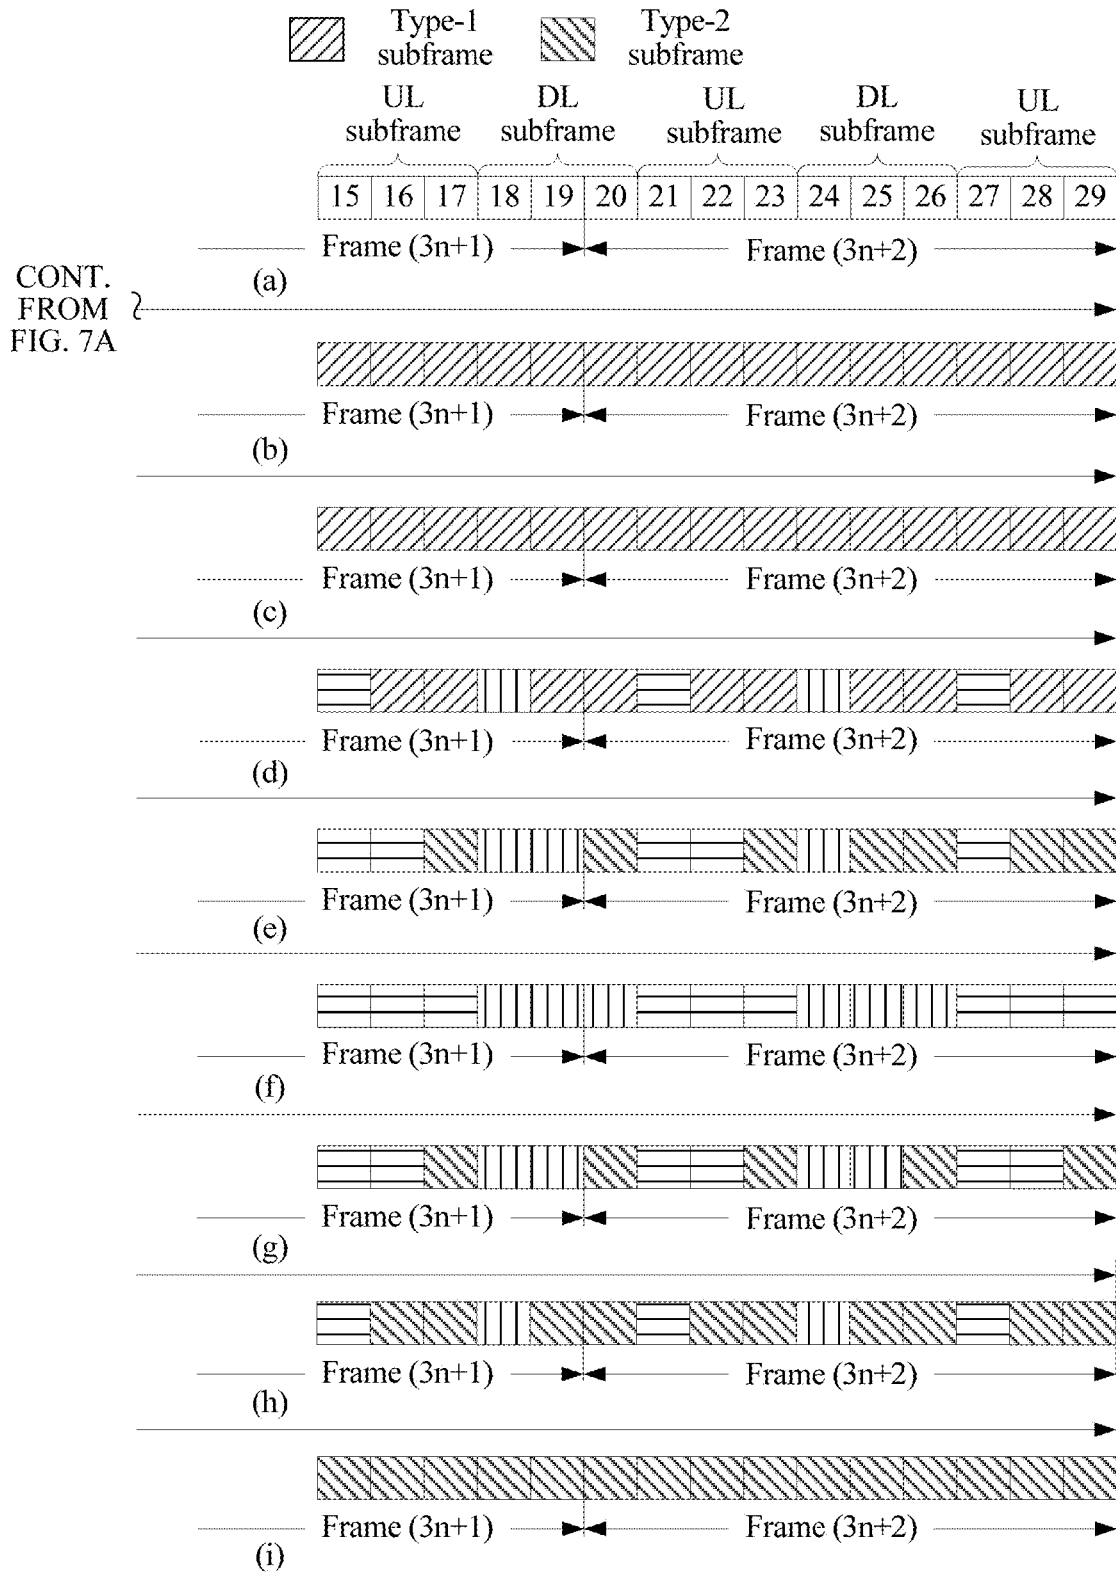 Type-1
subframe
Type-2
subframe
UL
subframe
DL
subframe
UL
subframe
DL
subframe
UL
subframe
15 16 17 18 19 20 21 22 23 24 25 26 27 28 29
Frame (3n+1) Frame (3n+2)
(a)
CONT.
FROM
FIG. 7A
Frame (3n+1) Frame (3n+2)
(b)
Frame (3n+1) Frame (3n+2)
(c)
Frame (3n+1) Frame (3n+2)
(d)
Frame (3n+1) Frame (3n+2)
(e)
Frame (3n+1) Frame (3n+2)
(f)
Frame (3n+1) Frame (3n+2)
(g)
Frame (3n+1) Frame (3n+2)
(h)
Frame (3n+1) Frame (3n+2)
(i)